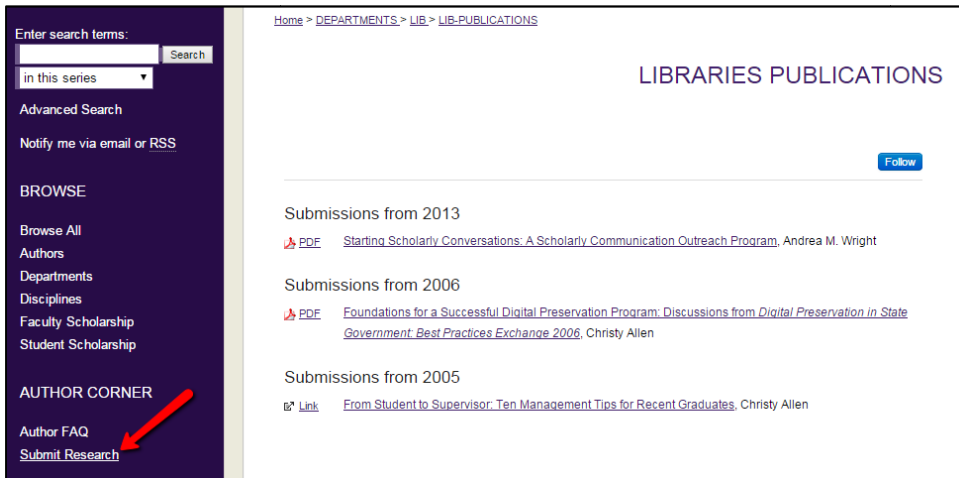 Enter search terms:
Search
in this series
Advanced Search
Notify me via email or RSS
BROWSE
Browse All
Authors
Departments
Disciplines
Faculty Scholarship
Student Scholarship
AUTHOR CORNER
Author FAQ
Submit Research
Home > DEPARTMENTS > LIB > LIB-PUBLICATIONS
LIBRARIES PUBLICATIONS
Follow
Submissions from 2013
PDF Starting Scholarly Conversations: A Scholarly Communication Outreach Program, Andrea M. Wright
Submissions from 2006
PDF Foundations for a Successful Digital Preservation Program: Discussions from Digital Preservation in State
Government: Best Practices Exchange 2006, Christy Allen
Submissions from 2005
Link From Student to Supervisor: Ten Management Tips for Recent Graduates, Christy Allen